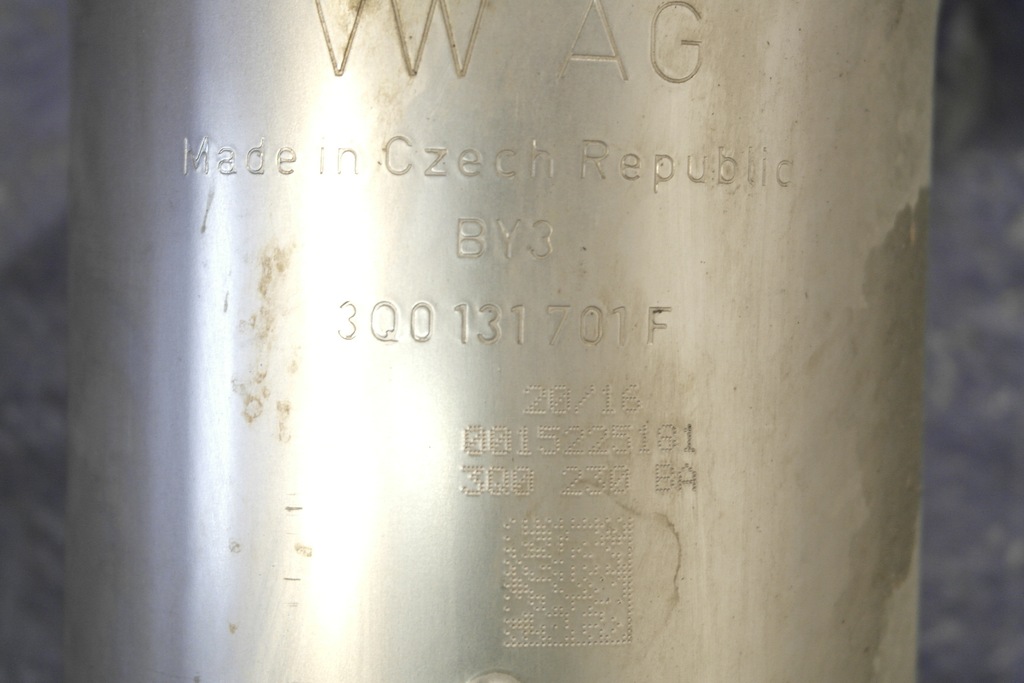 VW AG
Made in Czech Republic
BY3
3Q0 131 701 F
20/16
0015225161
3Q0 230 BA